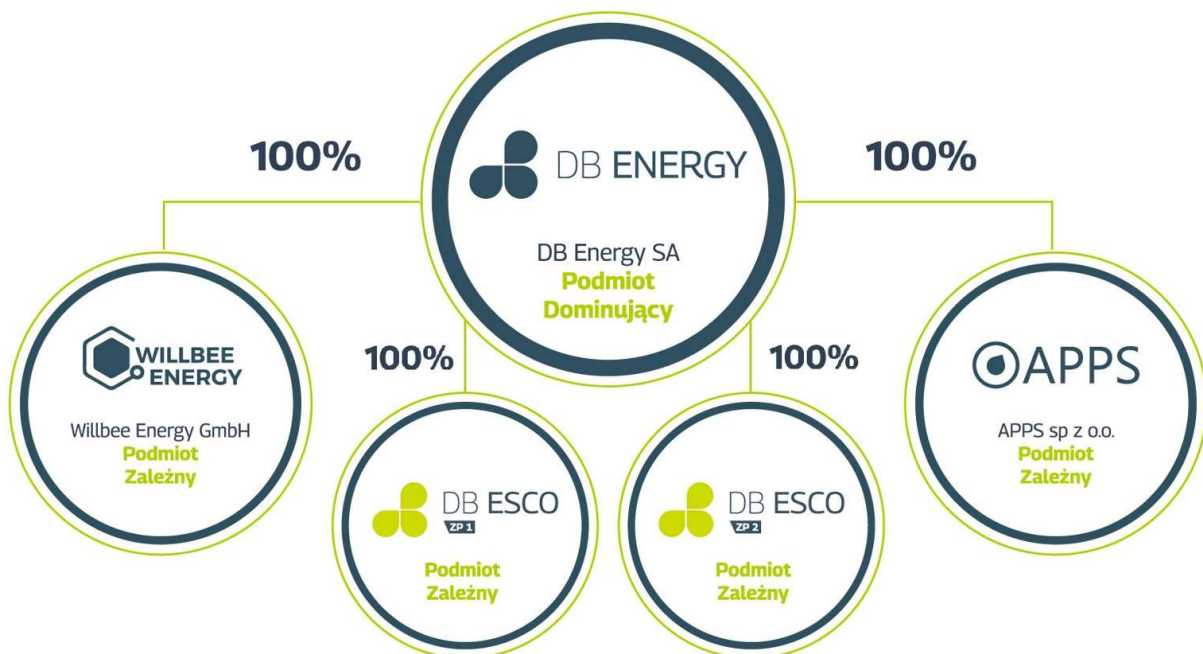 100%
DB ENERGY
100%
DB Energy SA
Podmiot
Dominujący
WILLBEE
ENERGY
Willbee Energy GmbH
Podmiot
Zależny
100%
100%
APPS
APPS sp z o.o.
Podmiot
Zależny
DB ESCO
ZP 1
Podmiot
Zależny
DB ESCO
ZP 2
Podmiot
Zależny